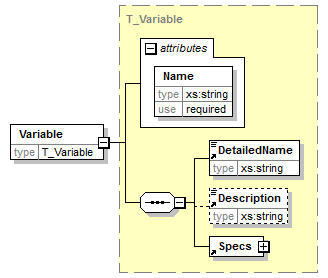 T_Variable
attributes
Name
type xs:string
use required
Variable
type T_Variable
DetailedName
type xs:string
Description
type xs:string
Specs